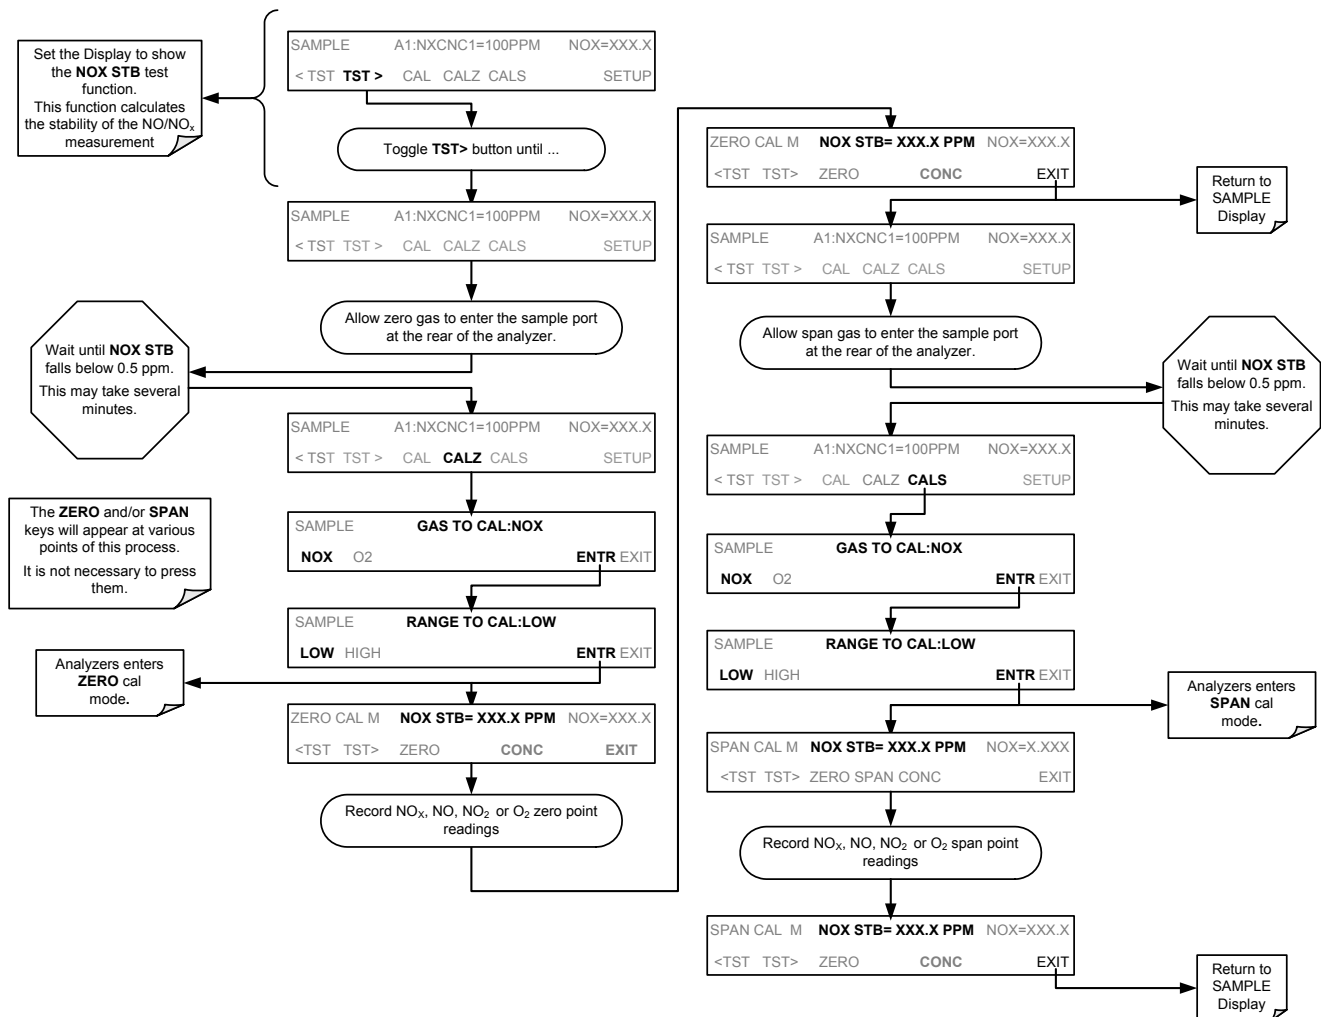 Set the Display to show
the NOX STB test
function.
This function calculates
the stability of the NO/NOx
measurement
SAMPLE A1:NXCNC1=100PPM NOX=XXX.X
< TST TST > CAL CALZ CALS SETUP
Toggle TST> button until ...
SAMPLE A1:NXCNC1=100PPM NOX=XXX.X
< TST TST > CAL CALZ CALS SETUP
Allow zero gas to enter the sample port
at the rear of the analyzer.
Wait until NOX STB
falls below 0.5 ppm.
This may take several
minutes.
SAMPLE A1:NXCNC1=100PPM NOX=XXX.X
< TST TST > CAL CALZ CALS SETUP
The ZERO and/or SPAN
keys will appear at various
points of this process.
It is not necessary to press
them.
SAMPLE GAS TO CAL:NOX
NOX O2 ENTR EXIT
SAMPLE RANGE TO CAL:LOW
LOW HIGH ENTR EXIT
Analyzers enters
ZERO cal
mode.
ZERO CAL M NOX STB= XXX.X PPM NOX=XXX.X
<TST TST> ZERO CONC EXIT
Record NOX, NO, NO2 or O2 zero point
readings
ZERO CAL M NOX STB= XXX.X PPM NOX=XXX.X
<TST TST> ZERO CONC EXIT
Return to
SAMPLE
Display
SAMPLE A1:NXCNC1=100PPM NOX=XXX.X
< TST TST > CAL CALZ CALS SETUP
Allow span gas to enter the sample port
at the rear of the analyzer.
Wait until NOX STB
falls below 0.5 ppm.
This may take several
minutes.
SAMPLE A1:NXCNC1=100PPM NOX=XXX.X
< TST TST > CAL CALZ CALS SETUP
SAMPLE GAS TO CAL:NOX
NOX O2 ENTR EXIT
SAMPLE RANGE TO CAL:LOW
LOW HIGH ENTR EXIT
Analyzers enters
SPAN cal
mode.
SPAN CAL M NOX STB= XXX.X PPM NOX=X.XXX
<TST TST> ZERO SPAN CONC EXIT
Record NOX, NO, NO2 or O2 span point
readings
SPAN CAL M NOX STB= XXX.X PPM NOX=XXX.X
<TST TST> ZERO CONC EXIT
Return to
SAMPLE
Display